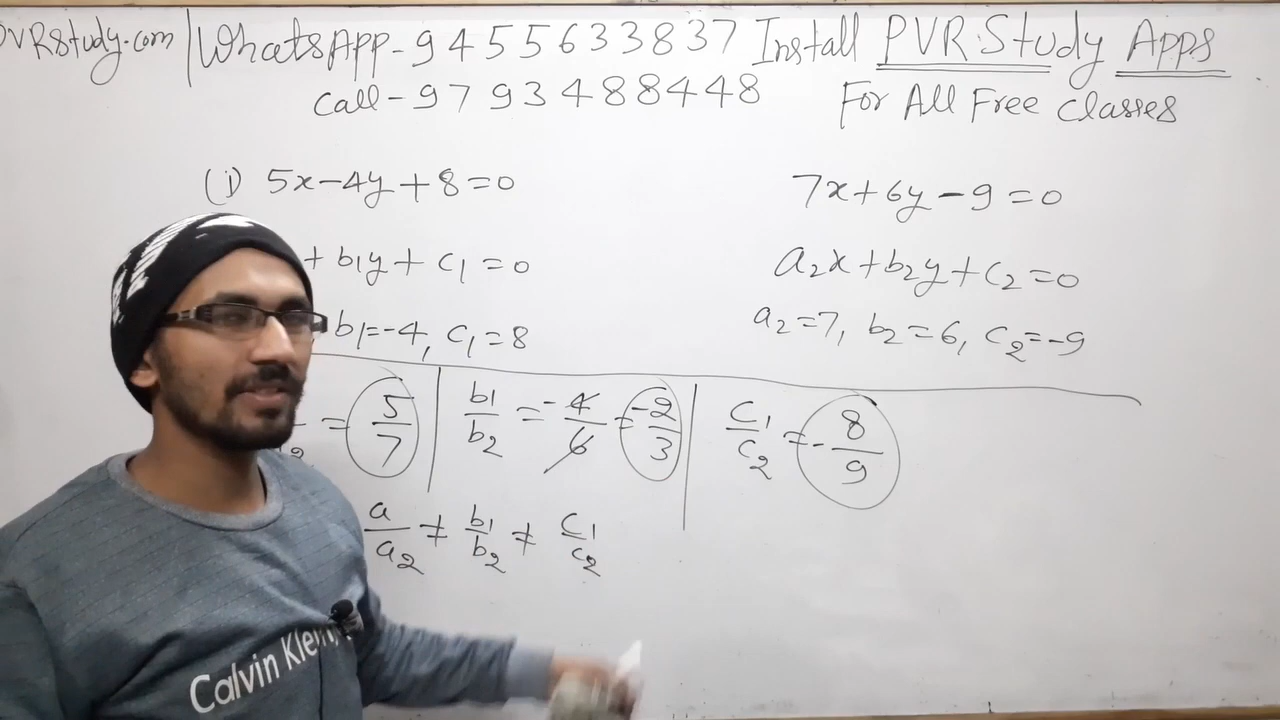 PVRStudy.com | WhatsApp-9455633837 Install PVR.Study Apps
Call-9793488448 For All Free Classes
(i) 5x-4y+8=0 7x+6y-9=0
+ b1y + c1 = 0 a2x+b2y+c2=0
b1=-4, c1=8 a2=7, b2=6, c2=-9
= 5/7 | b1/b2 = -4/6 = -2/3 | c1/c2 = -8/9
a/a2 ≠ b1/b2 ≠ c1/c2
Calvin Klein